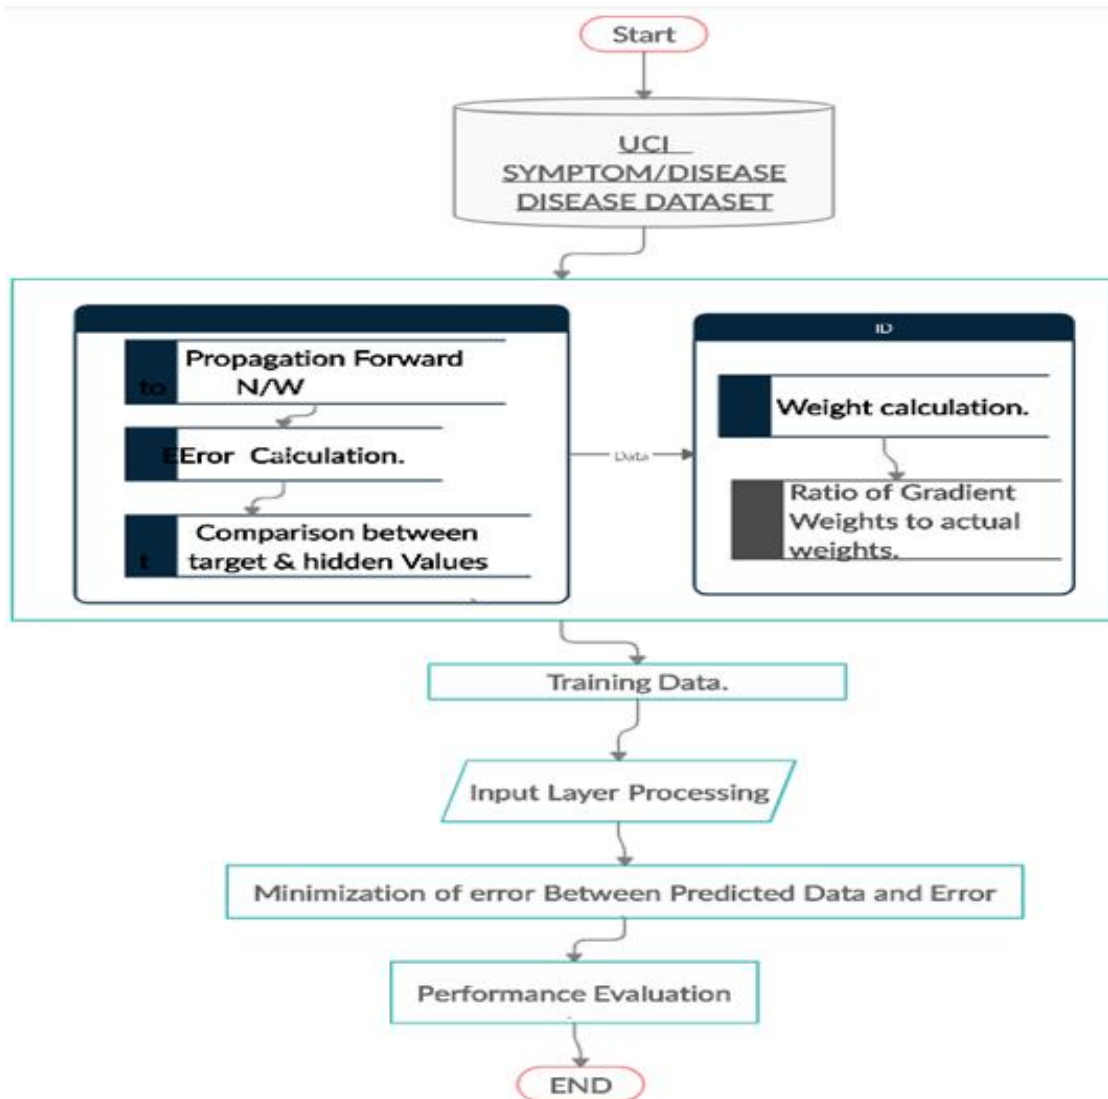 Start
UCI
SYMPTOM/DISEASE
DISEASE DATASET
Propagation Forward
to N/W
EEror Calculation.
Comparison between
t target & hidden Values
Data
ID
Weight calculation.
Ratio of Gradient
Weights to actual
weights.
Training Data.
Input Layer Processing
Minimization of error Between Predicted Data and Error
Performance Evaluation
END